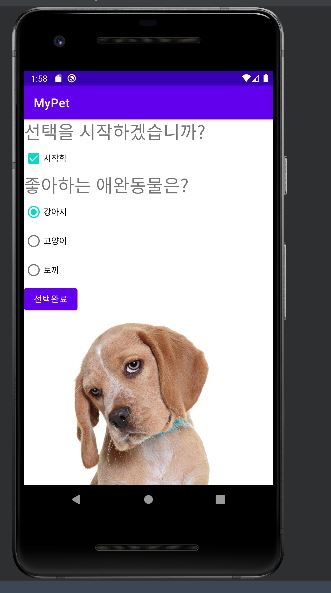 1:58
MyPet
선택을 시작하겠습니까?
시작함
좋아하는 애완동물은?
강아지
고양이
토끼
선택완료